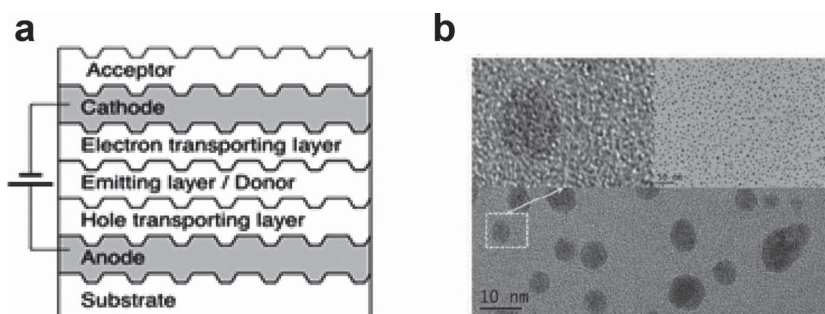 a
Acceptor
Cathode
Electron transporting layer
Emitting layer / Donor
Hole transporting layer
Anode
Substrate
b
10 nm